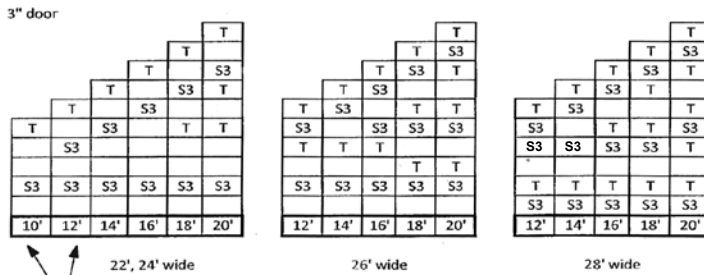 3" door
T T T
T T S3 T S3
T S3 T S3 T T S3 T
T S3 T T S3 T S3 T
T S3 T S3 T T T S3 T
T S3 T T S3 S3 S3 S3 S3 T T S3
S3 T T T S3 S3 S3 S3 T
T T
S3 S3 S3 S3 S3 S3 S3 S3 S3 S3 S3 T T T T T
S3 S3 S3 S3 S3
10' 12' 14' 16' 18' 20' 12' 14' 16' 18' 20' 12' 14' 16' 18' 20'
22', 24' wide 26' wide 28' wide